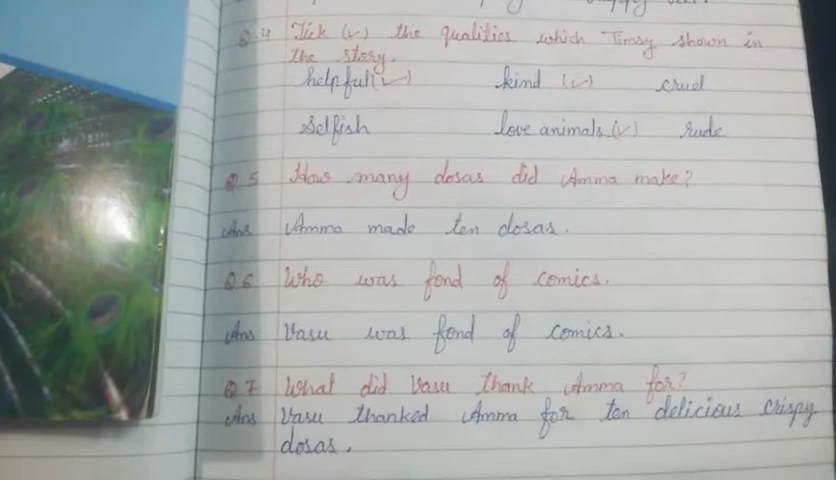 Q.4 Tick (✓) the qualities which Timsy shown in
the story.
helpful(✓) kind (✓) cruel
Selfish love animals.(✓) rude
Q.5 How many dosas did Amma make?
Ans Amma made ten dosas.
Q.6 Who was fond of comics.
Ans Vasu was fond of comics.
Q.7 What did Vasu thank Amma for?
Ans Vasu thanked Amma for ten delicious crispy
dosas.